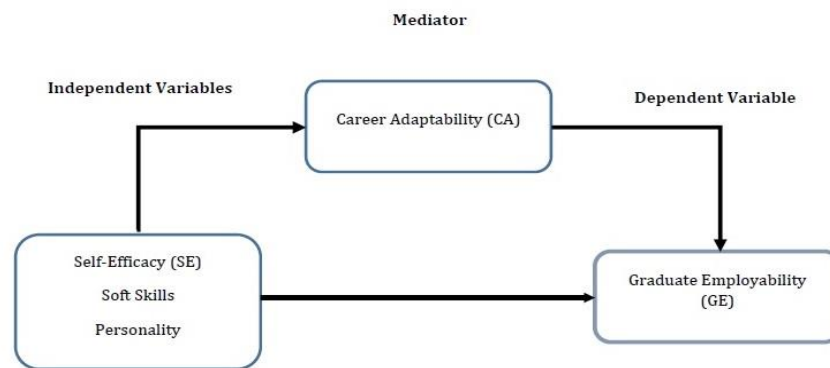 Mediator
Independent Variables
Dependent Variable
Career Adaptability (CA)
Self-Efficacy (SE)
Soft Skills
Personality
Graduate Employability
(GE)